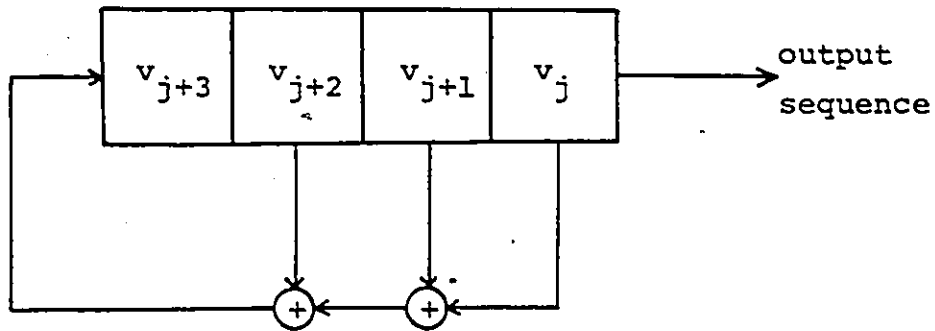 v_{j+3} v_{j+2} v_{j+1} v_j
output
sequence
+ +